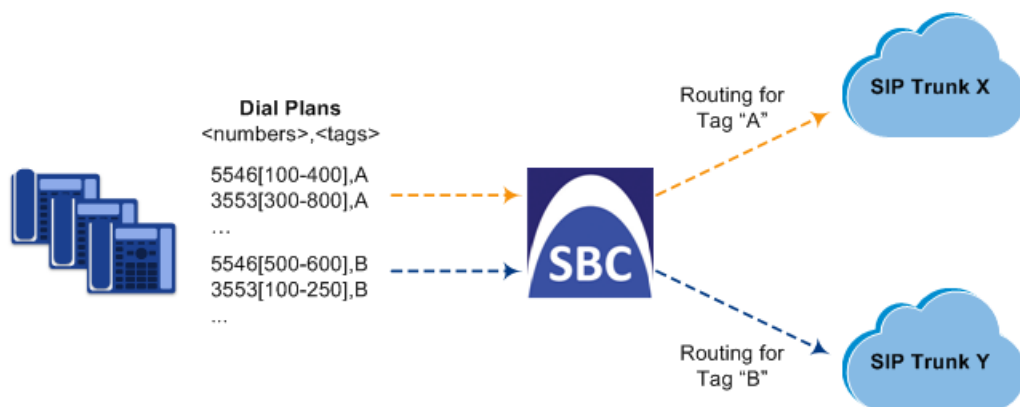 Dial Plans
<numbers>,<tags>
5546[100-400],A
3553[300-800],A
...
5546[500-600],B
3553[100-250],B
...
SBC
Routing for
Tag “A”
SIP Trunk X
Routing for
Tag “B”
SIP Trunk Y